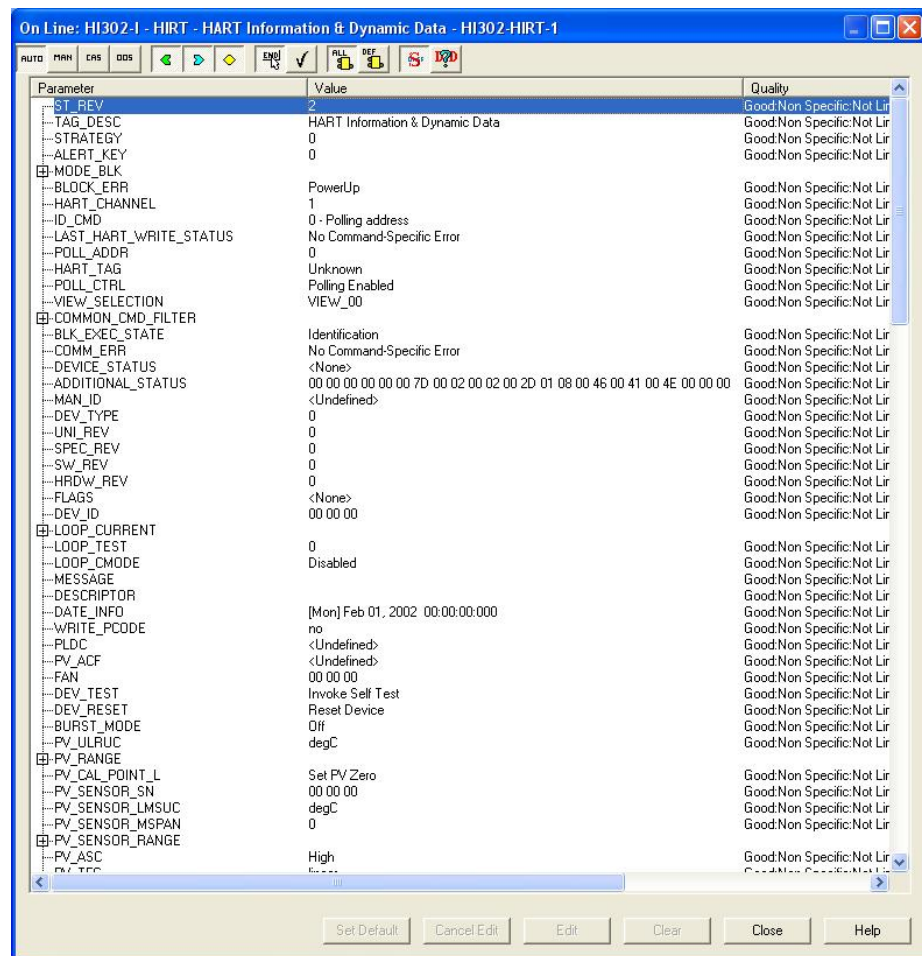 On Line: HI302-I - HIRT - HART Information & Dynamic Data - HI302-HIRT-1
AUTO MAN CAS OOS END ALL DEF S D?D
Parameter Value Quality
ST_REV 2 Good:Non Specific:Not Lir
TAG_DESC HART Information & Dynamic Data Good:Non Specific:Not Lir
STRATEGY 0 Good:Non Specific:Not Lir
ALERT_KEY 0 Good:Non Specific:Not Lir
MODE_BLK
BLOCK_ERR PowerUp Good:Non Specific:Not Lir
HART_CHANNEL 1 Good:Non Specific:Not Lir
ID_CMD 0 - Polling address Good:Non Specific:Not Lir
LAST_HART_WRITE_STATUS No Command-Specific Error Good:Non Specific:Not Lir
POLL_ADDR 0 Good:Non Specific:Not Lir
HART_TAG Unknown Good:Non Specific:Not Lir
POLL_CTRL Polling Enabled Good:Non Specific:Not Lir
VIEW_SELECTION VIEW_00 Good:Non Specific:Not Lir
COMMON_CMD_FILTER
BLK_EXEC_STATE Identification Good:Non Specific:Not Lir
COMM_ERR No Command-Specific Error Good:Non Specific:Not Lir
DEVICE_STATUS <None> Good:Non Specific:Not Lir
ADDITIONAL_STATUS 00 00 00 00 00 00 7D 00 02 00 02 00 2D 01 08 00 46 00 41 00 4E 00 00 00 Good:Non Specific:Not Lir
MAN_ID <Undefined> Good:Non Specific:Not Lir
DEV_TYPE 0 Good:Non Specific:Not Lir
UNI_REV 0 Good:Non Specific:Not Lir
SPEC_REV 0 Good:Non Specific:Not Lir
SW_REV 0 Good:Non Specific:Not Lir
HRDW_REV 0 Good:Non Specific:Not Lir
FLAGS <None> Good:Non Specific:Not Lir
DEV_ID 00 00 00 Good:Non Specific:Not Lir
LOOP_CURRENT
LOOP_TEST 0 Good:Non Specific:Not Lir
LOOP_CMODE Disabled Good:Non Specific:Not Lir
MESSAGE Good:Non Specific:Not Lir
DESCRIPTOR Good:Non Specific:Not Lir
DATE_INFO [Mon] Feb 01, 2002 00:00:00:000 Good:Non Specific:Not Lir
WRITE_PCODE no Good:Non Specific:Not Lir
PLDC <Undefined> Good:Non Specific:Not Lir
PV_ACF <Undefined> Good:Non Specific:Not Lir
FAN 00 00 00 Good:Non Specific:Not Lir
DEV_TEST Invoke Self Test Good:Non Specific:Not Lir
DEV_RESET Reset Device Good:Non Specific:Not Lir
BURST_MODE Off Good:Non Specific:Not Lir
PV_ULRUC degC Good:Non Specific:Not Lir
PV_RANGE
PV_CAL_POINT_L Set PV Zero Good:Non Specific:Not Lir
PV_SENSOR_SN 00 00 00 Good:Non Specific:Not Lir
PV_SENSOR_LMSUC degC Good:Non Specific:Not Lir
PV_SENSOR_MSPAN 0 Good:Non Specific:Not Lir
PV_SENSOR_RANGE
PV_ASC High Good:Non Specific:Not Lir
Set Default Cancel Edit Edit Clear Close Help